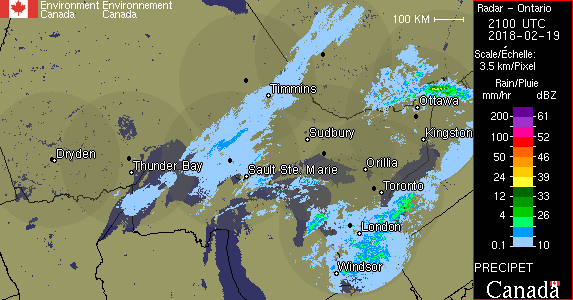 Environment Environnement
Canada Canada
100 KM
Timmins
Ottawa
Sudbury
Kingston
Dryden
Thunder Bay
Sault Ste. Marie
Orillia
Toronto
London
Windsor
Radar - Ontario
2100 UTC
2018-02-19
Scale/Échelle:
3.5 km/Pixel
Rain/Pluie
mm/hr dBZ
200 61
100 52
50 46
24 39
12 33
4 26
0.1 10
PRECIPET
Canada